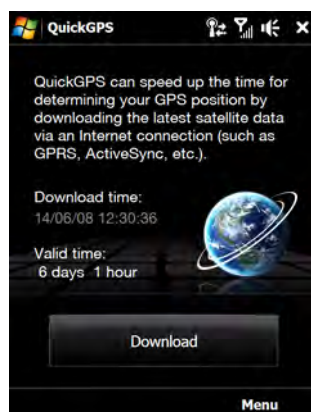 QuickGPS
QuickGPS can speed up the time for
determining your GPS position by
downloading the latest satellite data
via an Internet connection (such as
GPRS, ActiveSync, etc.).
Download time:
14/06/08 12:30:36
Valid time:
6 days 1 hour
Download
Menu